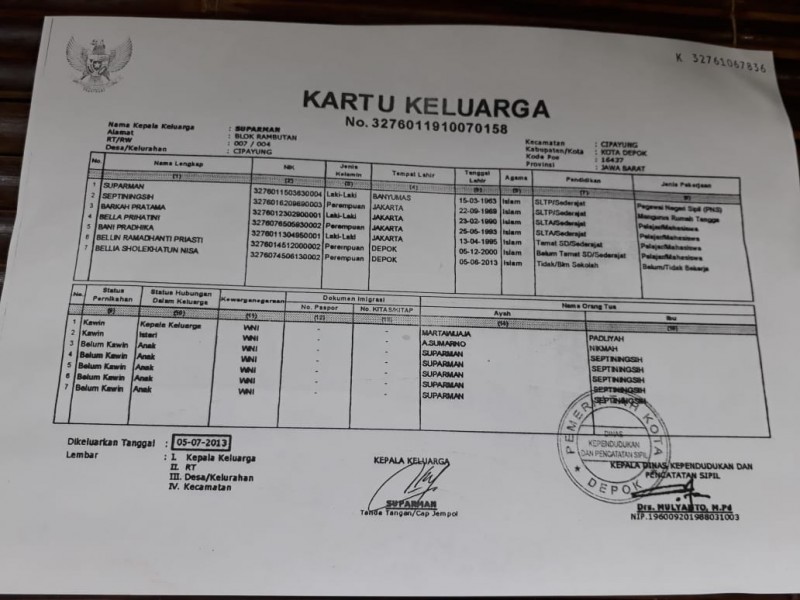 K 32761067836
KARTU KELUARGA
No. 3276011910070158
Nama Kepala Keluarga : SUPARMAN
Alamat : BLOK RAMBUTAN
RT/RW : 007 / 004
Desa/Kelurahan : CIPAYUNG
Kecamatan : CIPAYUNG
Kabupaten/Kota : KOTA DEPOK
Kode Pos : 16437
Provinsi : JAWA BARAT
No. Nama Lengkap NIK Jenis Kelamin Tempat Lahir Tanggal Lahir Agama Pendidikan Jenis Pekerjaan
(1) (2) (3) (4) (5) (6) (7) (8)
1 SUPARMAN 3276011503630004 Laki-Laki BANYUMAS 15-03-1963 Islam SLTP/Sederajat Pegawai Negeri Sipil (PNS)
2 SEPTININGSIH Perempuan JAKARTA 22-09-1969 Islam SLTP/Sederajat Mengurus Rumah Tangga
3 BARKAH PRATAMA 3276012302900001 Laki-Laki JAKARTA 23-02-1990 Islam SLTA/Sederajat Pelajar/Mahasiswa
4 BELLA PRIHATINI Perempuan JAKARTA Islam SLTA/Sederajat Pelajar/Mahasiswa
5 BANI PRADHIKA 3276011304950001 Laki-Laki JAKARTA 13-04-1995 Islam Tamat SD/Sederajat Pelajar/Mahasiswa
6 BELLIN RAMADHANTI PRIASTI 3276014512000002 Perempuan DEPOK 05-12-2000 Islam Belum Tamat SD/Sederajat Pelajar/Mahasiswa
7 BELLIA SHOLEKHATUN NISA 3276074506130002 Perempuan DEPOK 05-06-2013 Islam Tidak/Blm Sekolah Belum/Tidak Bekerja
No. Status Pernikahan Status Hubungan Dalam Keluarga Kewarganegaraan Dokumen Imigrasi Nama Orang Tua
No. Paspor No. KITAS/KITAP Ayah Ibu
(9) (10) (11) (12) (13) (14)
1 Kawin Kepala Keluarga WNI - - MARTAWIJAJA PADLIYAH
2 Kawin Isteri WNI - - A.SUMARNO NIKMAH
3 Belum Kawin Anak WNI - - SUPARMAN SEPTININGSIH
4 Belum Kawin Anak WNI - - SUPARMAN SEPTININGSIH
5 Belum Kawin Anak WNI - - SUPARMAN SEPTININGSIH
6 Belum Kawin Anak WNI - - SUPARMAN SEPTININGSIH
7 Belum Kawin Anak WNI - - SUPARMAN SEPTININGSIH
Dikeluarkan Tanggal : 05-07-2013
Lembar : I. Kepala Keluarga
II. RT
III. Desa/Kelurahan
IV. Kecamatan
KEPALA KELUARGA
SUPARMAN
Tanda Tangan/Cap Jempol
PEMERINTAH KOTA
DINAS
KEPENDUDUKAN
DAN PENCATATAN SIPIL
DEPOK
KEPALA DINAS KEPENDUDUKAN DAN
PENCATATAN SIPIL
Drs. MULYANTO, M.Pd
NIP.196009201988031003